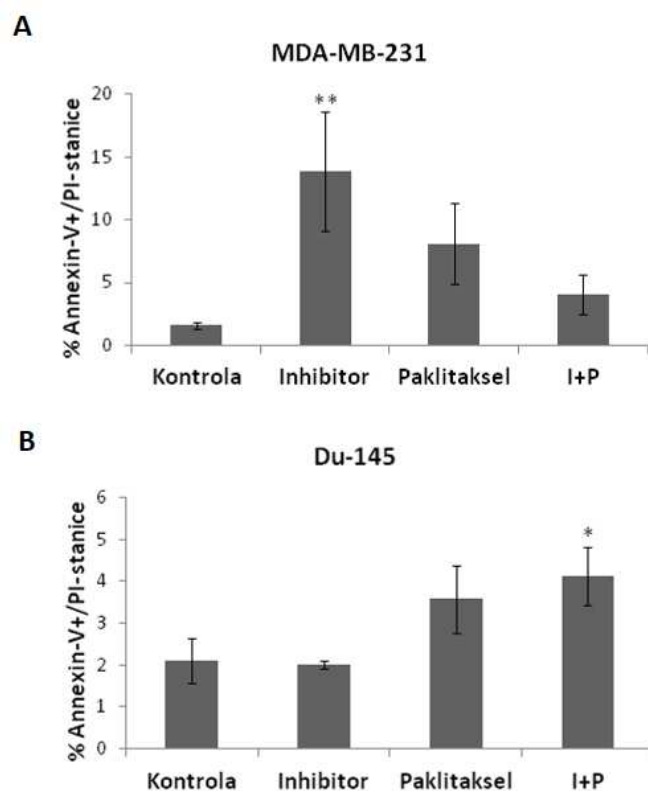 A
MDA-MB-231
**
20
15
10
5
0
% Annexin-V+/PI-stanice
Kontrola Inhibitor Paklitaksel I+P
B
Du-145
*
6
5
4
3
2
1
0
% Annexin-V+/PI-stanice
Kontrola Inhibitor Paklitaksel I+P